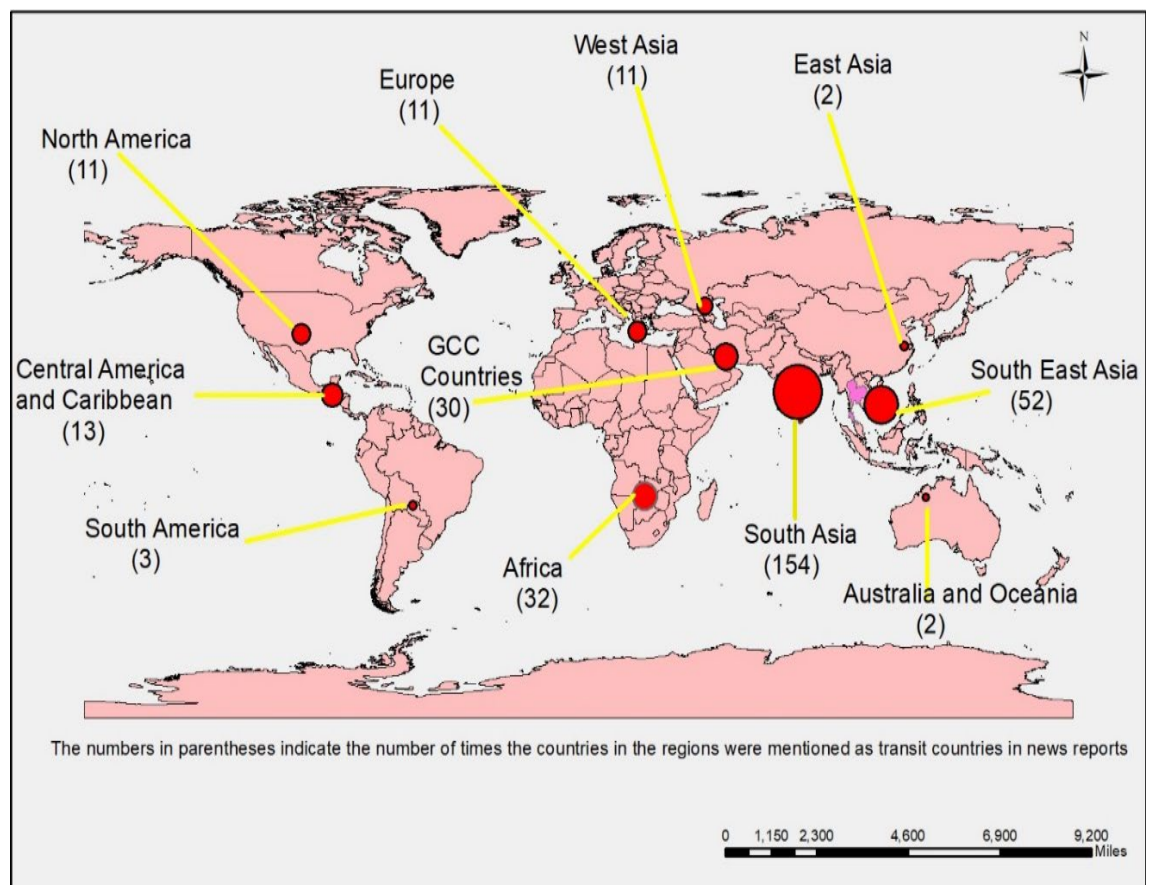 N
West Asia
(11)
East Asia
(2)
Europe
(11)
North America
(11)
GCC
Countries
(30)
Central America
and Caribbean
(13)
South East Asia
(52)
South America
(3)
Africa
(32)
South Asia
(154)
Australia and Oceania
(2)
The numbers in parentheses indicate the number of times the countries in the regions were mentioned as transit countries in news reports
0 1,150 2,300 4,600 6,900 9,200
Miles